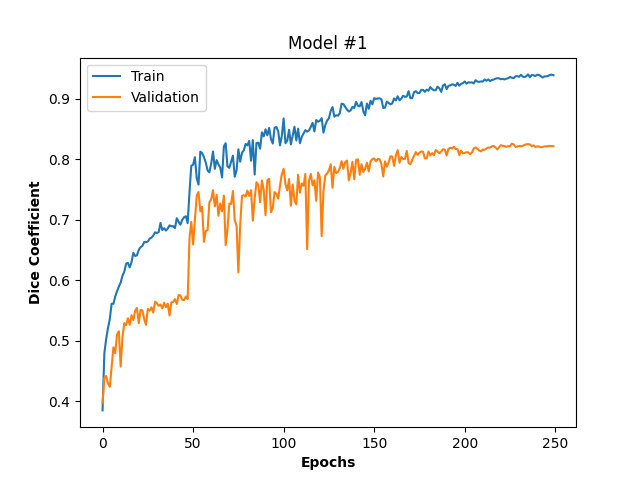 Model #1
Train
Validation
Dice Coefficient
0.9
0.8
0.7
0.6
0.5
0.4
0 50 100 150 200 250
Epochs